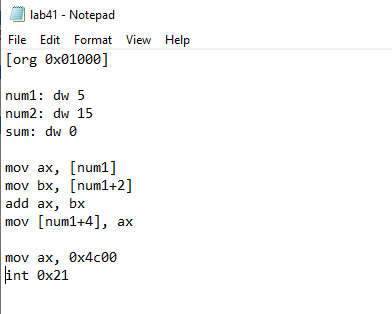 lab41 - Notepad
File Edit Format View Help
[org 0x01000]
num1: dw 5
num2: dw 15
sum: dw 0
mov ax, [num1]
mov bx, [num1+2]
add ax, bx
mov [num1+4], ax
mov ax, 0x4c00
int 0x21